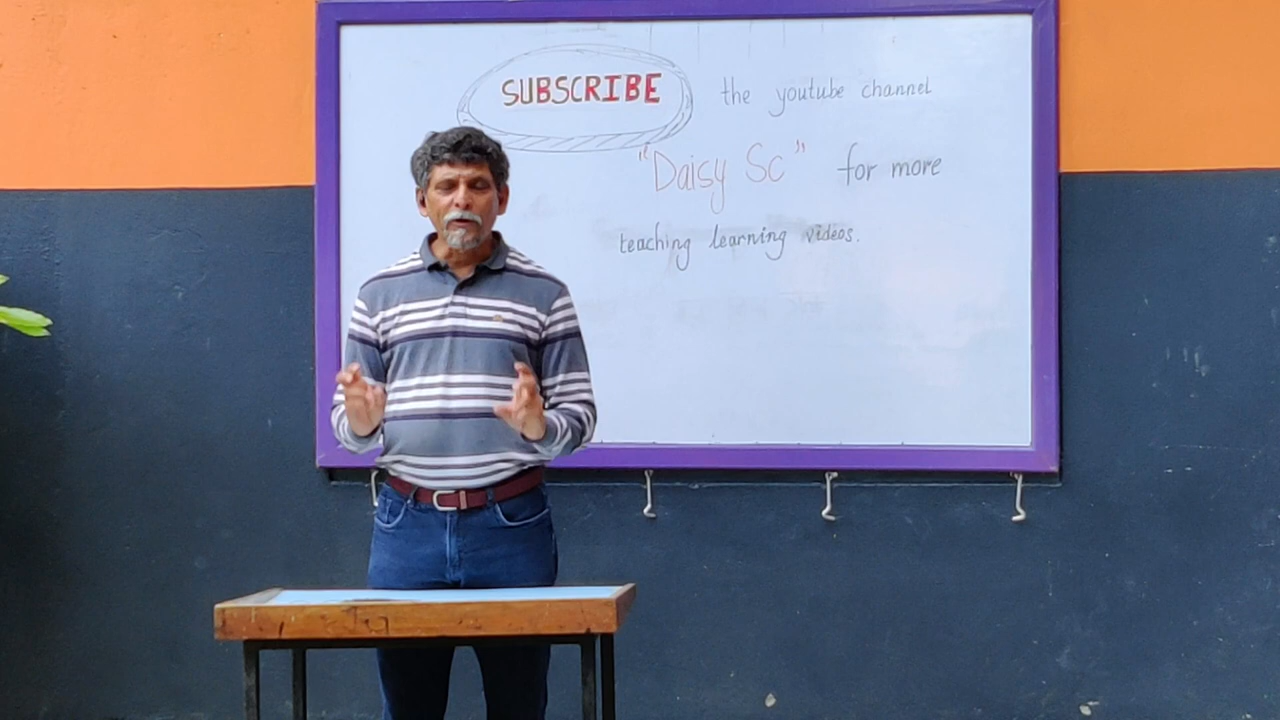 SUBSCRIBE the youtube channel
"Daisy Sc" for more
teaching learning videos.